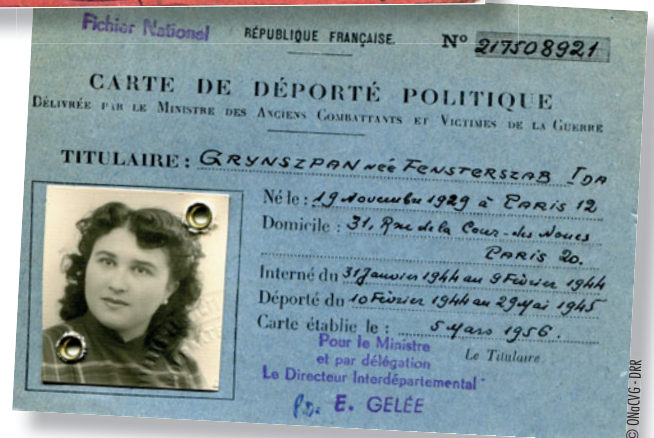 Fichier National
RÉPUBLIQUE FRANÇAISE.
Nº 217508921
CARTE DE DÉPORTÉ POLITIQUE
DÉLIVRÉE PAR LE MINISTRE DES ANCIENS COMBATTANTS ET VICTIMES DE LA GUERRE
TITULAIRE : GRYNSZPAN née FENSTERSZAB IDA
Né le : 19 Novembre 1929 à PARIS 12
Domicile : 31, Rue de la Cour-des Noues
PARIS 20.
Interné du 31 Janvier 1944 au 9 Février 1944
Déporté du 10 Février 1944 au 29 Mai 1945
Carte établie le : 5 Mars 1956.
Pour le Ministre
et par délégation
Le Titulaire
Le Directeur Interdépartemental
P.O. E. GELÉE
© ONaCVG - DRR